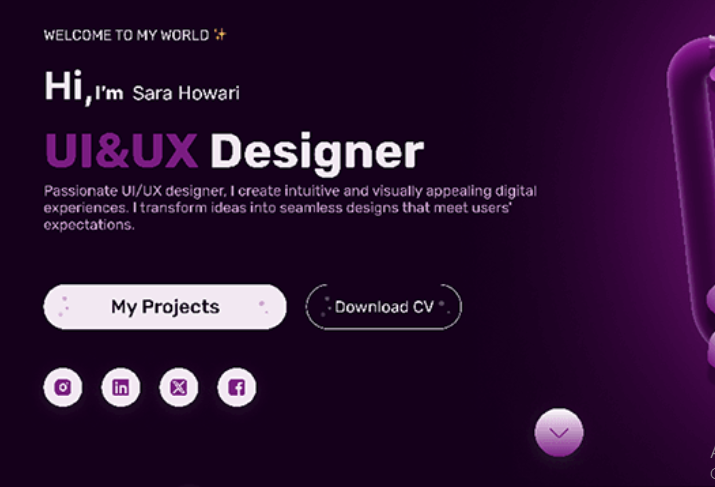 WELCOME TO MY WORLD ✨
Hi, I'm Sara Howari
UI&UX Designer
Passionate UI/UX designer, I create intuitive and visually appealing digital
experiences. I transform ideas into seamless designs that meet users'
expectations.
My Projects
Download CV